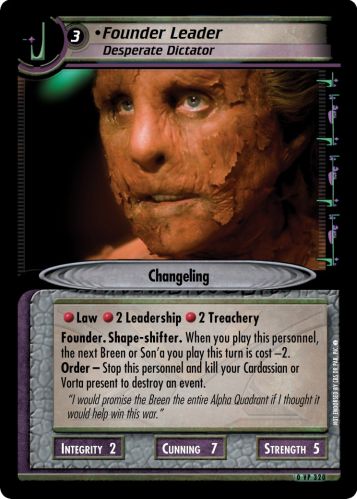 3
•Founder Leader
Desperate Dictator
Changeling
Law 2 Leadership 2 Treachery
Founder. Shape-shifter. When you play this personnel,
the next Breen or Son'a you play this turn is cost –2.
Order – Stop this personnel and kill your Cardassian or
Vorta present to destroy an event.
"I would promise the Breen the entire Alpha Quadrant if I thought it
would help win this war."
INTEGRITY 2
CUNNING 7
STRENGTH 5
0 VP 320